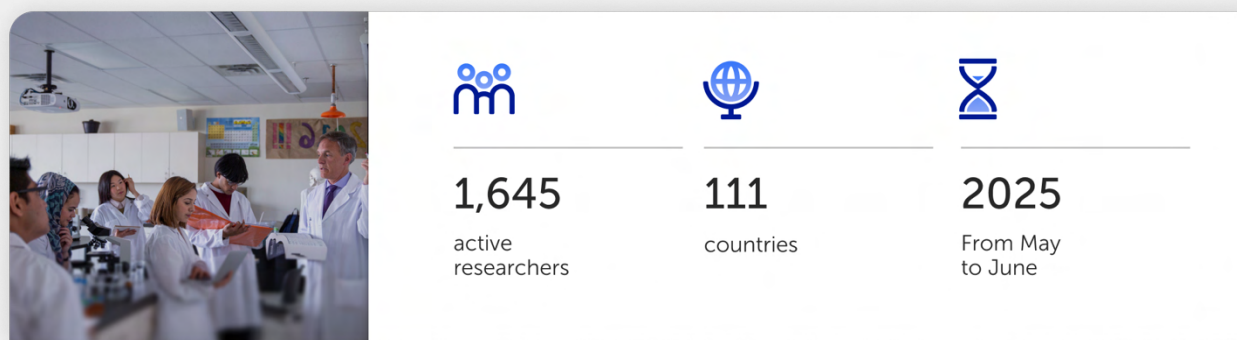 1,645
active
researchers
111
countries
2025
From May
to June